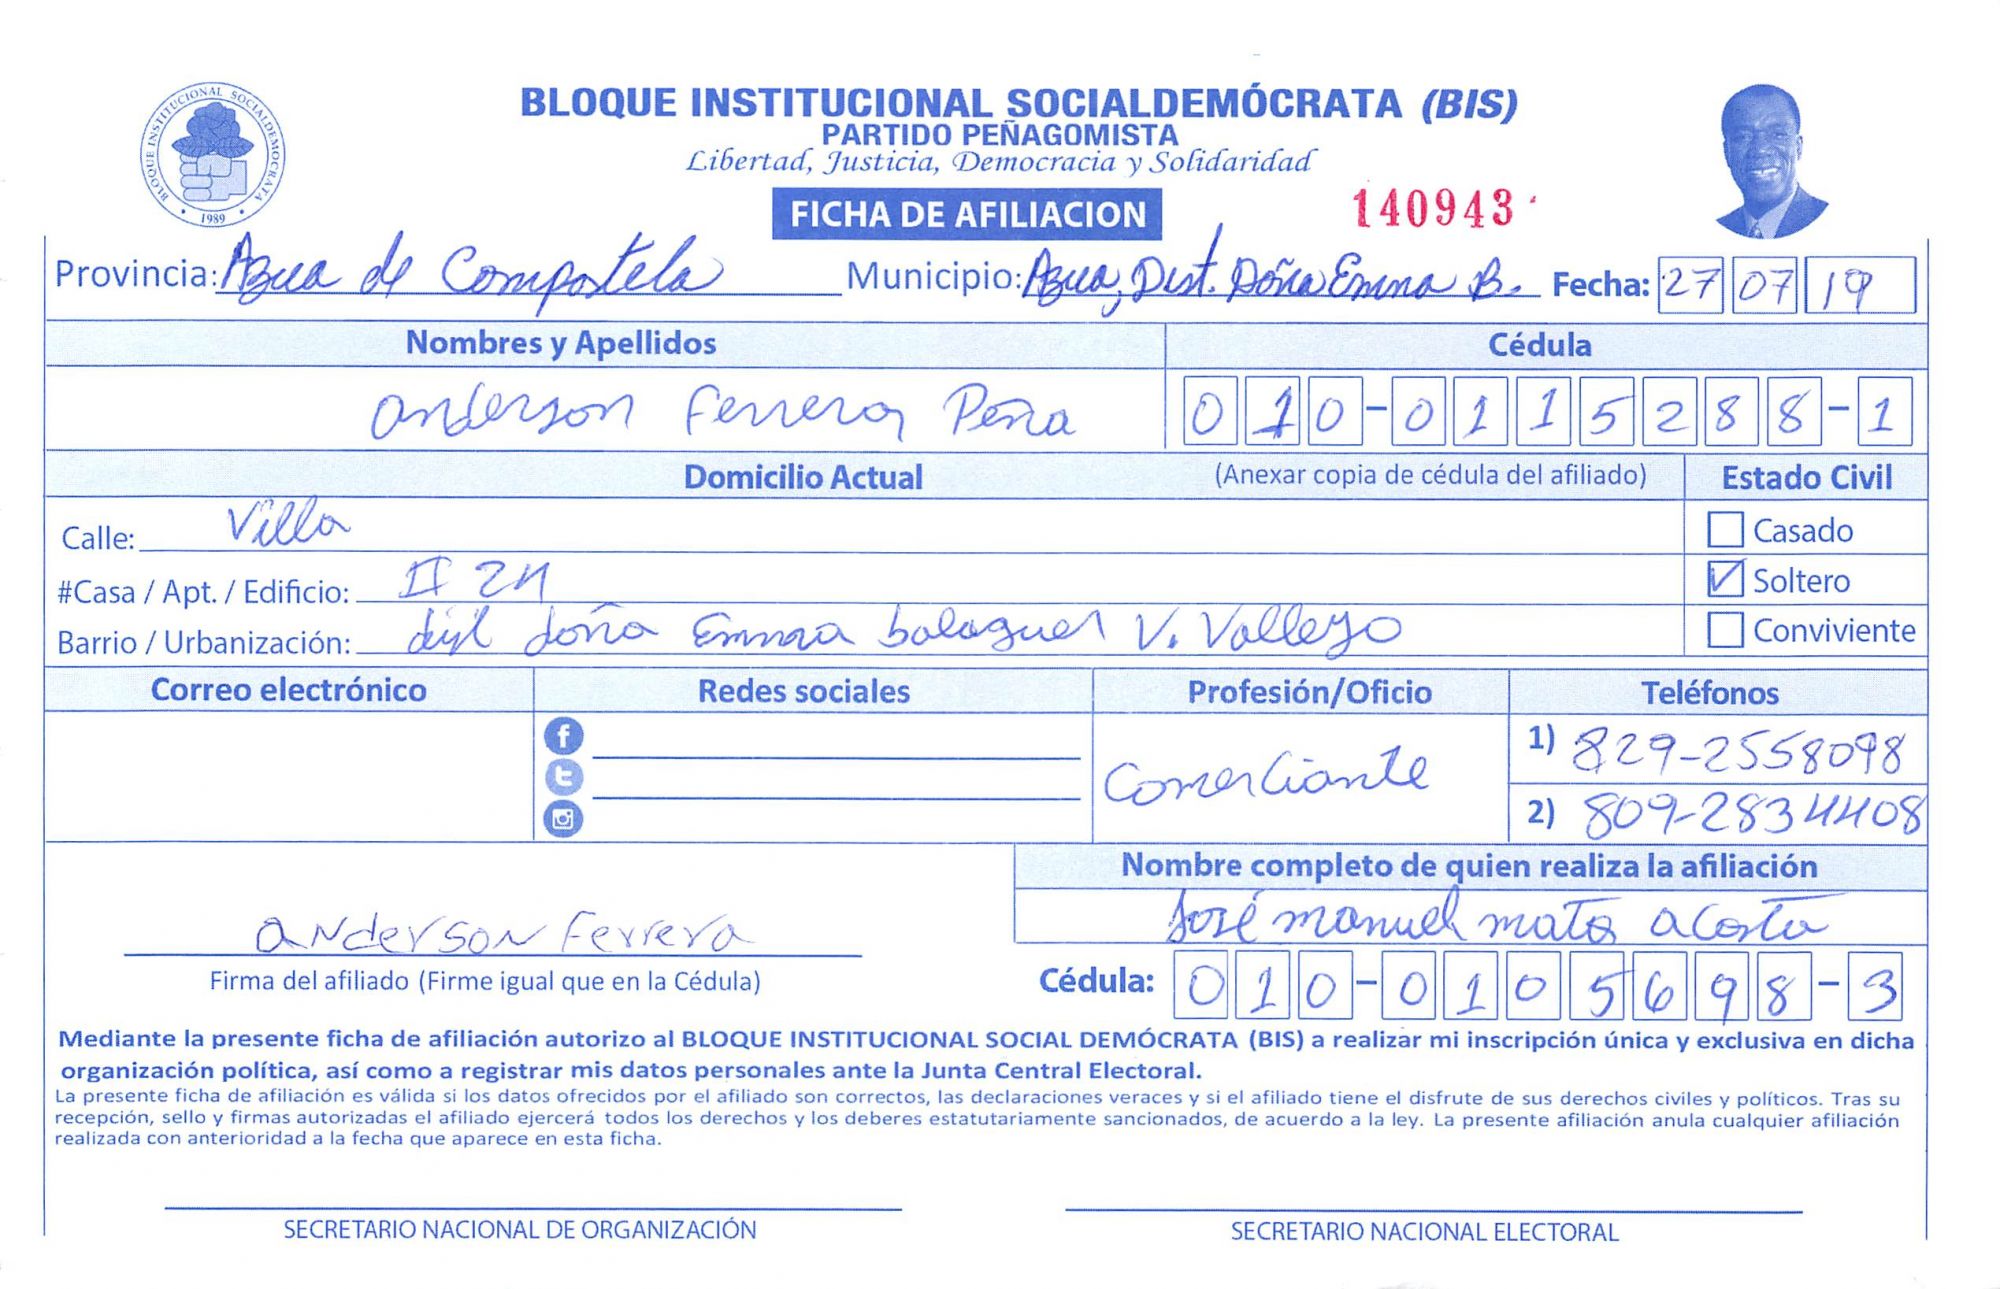 BLOQUE INSTITUCIONAL SOCIALDEMOCRATA
1989
BLOQUE INSTITUCIONAL SOCIALDEMÓCRATA (BIS)
PARTIDO PEÑAGOMISTA
Libertad, Justicia, Democracia y Solidaridad
FICHA DE AFILIACION 140943
Provincia: Azua de Compostela Municipio: Azua, Dist. Doña Emma B. Fecha: 27 07 19
Nombres y Apellidos Cédula
Anderson Ferrera Peña 010-0115288-1
Domicilio Actual (Anexar copia de cédula del afiliado) Estado Civil
Calle: Villa Casado
#Casa / Apt. / Edificio: II 24 Soltero
Barrio / Urbanización: doña Emma balaguer V. Vallejo Conviviente
Correo electrónico Redes sociales Profesión/Oficio Teléfonos
Comerciante 1) 829-2558098
2) 809-2834408
Nombre completo de quien realiza la afiliación
José manuel mata acosta
Anderson Ferrera
Firma del afiliado (Firme igual que en la Cédula) Cédula: 010-0105698-3
Mediante la presente ficha de afiliación autorizo al BLOQUE INSTITUCIONAL SOCIAL DEMÓCRATA (BIS) a realizar mi inscripción única y exclusiva en dicha
organización política, así como a registrar mis datos personales ante la Junta Central Electoral.
La presente ficha de afiliación es válida si los datos ofrecidos por el afiliado son correctos, las declaraciones veraces y si el afiliado tiene el disfrute de sus derechos civiles y políticos. Tras su
recepción, sello y firmas autorizadas el afiliado ejercerá todos los derechos y los deberes estatutariamente sancionados, de acuerdo a la ley. La presente afiliación anula cualquier afiliación
realizada con anterioridad a la fecha que aparece en esta ficha.
SECRETARIO NACIONAL DE ORGANIZACIÓN SECRETARIO NACIONAL ELECTORAL